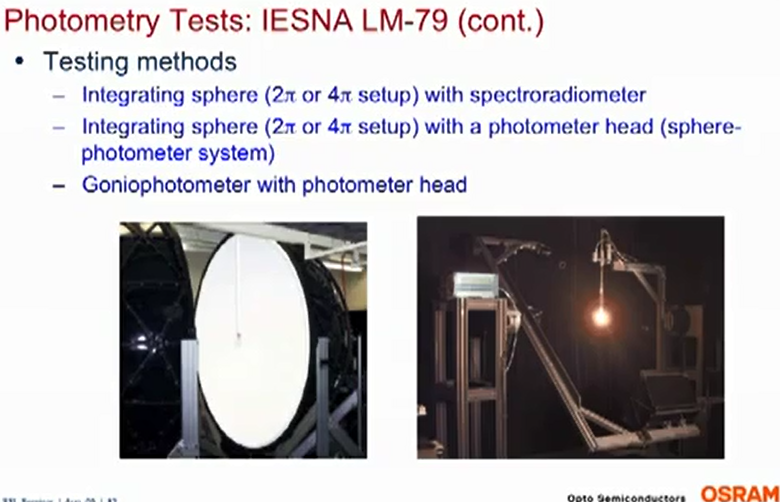 Photometry Tests: IESNA LM-79 (cont.)
• Testing methods
– Integrating sphere (2π or 4π setup) with spectroradiometer
– Integrating sphere (2π or 4π setup) with a photometer head (sphere-
photometer system)
– Goniophotometer with photometer head
Opto Semiconductors
OSRAM